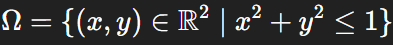 Ω = {(x, y) ∈ ℝ² | x² + y² ≤ 1}